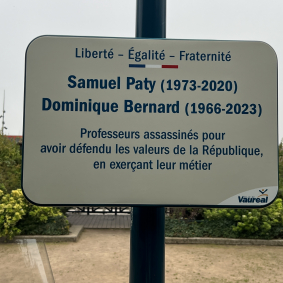 Liberté – Égalité – Fraternité
Samuel Paty (1973-2020)
Dominique Bernard (1966-2023)
Professeurs assassinés pour
avoir défendu les valeurs de la République,
en exerçant leur métier
Vauréal